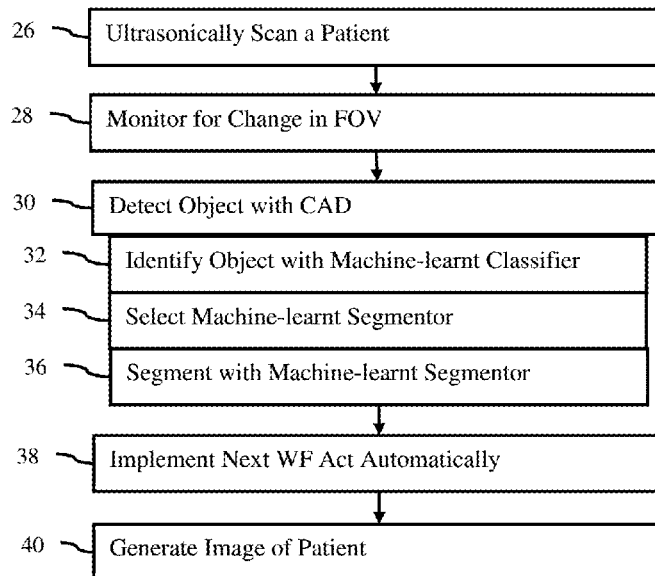 26 Ultrasonically Scan a Patient
28 Monitor for Change in FOV
30 Detect Object with CAD
32 Identify Object with Machine-learnt Classifier
34 Select Machine-learnt Segmentor
36 Segment with Machine-learnt Segmentor
38 Implement Next WF Act Automatically
40 Generate Image of Patient